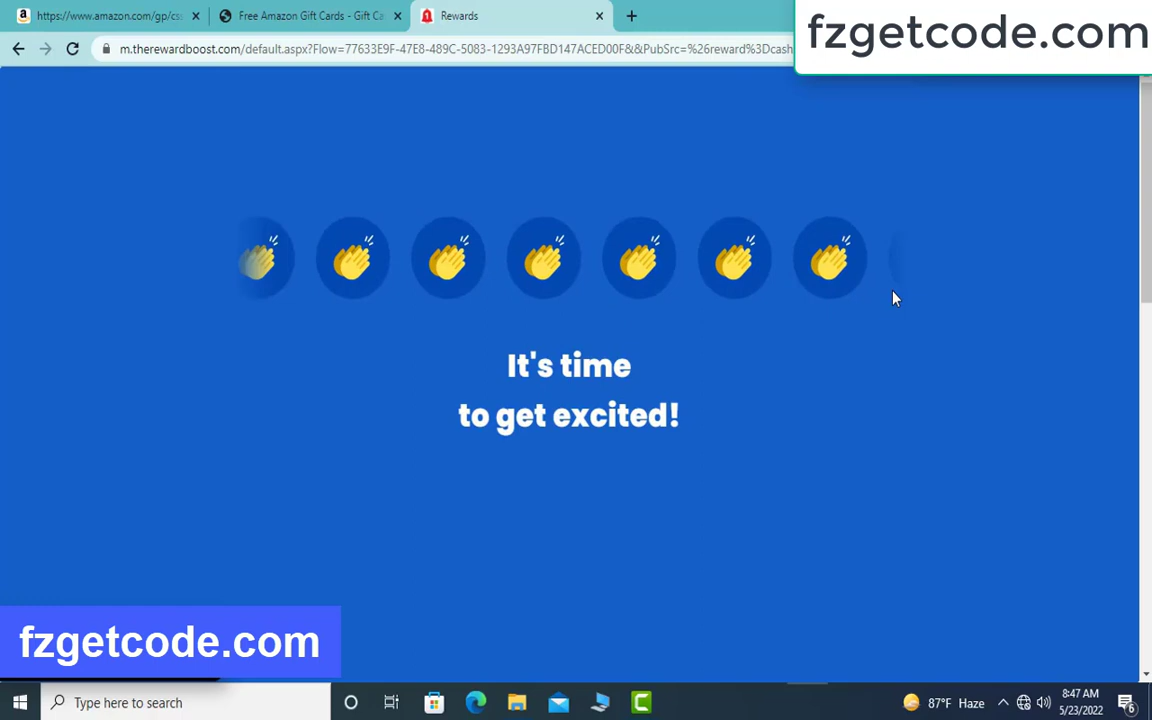 https://www.amazon.com/gp/cs
Free Amazon Gift Cards - Gift Ca
Rewards
fzgetcode.com
m.therewardboost.com/default.aspx?Flow=77633E9F-47E8-489C-5083-1293A97FBD147ACED00F&&PubSrc=%26reward%3Dcash
It's time
to get excited!
fzgetcode.com
Type here to search
87°F Haze
8:47 AM
5/23/2022
6